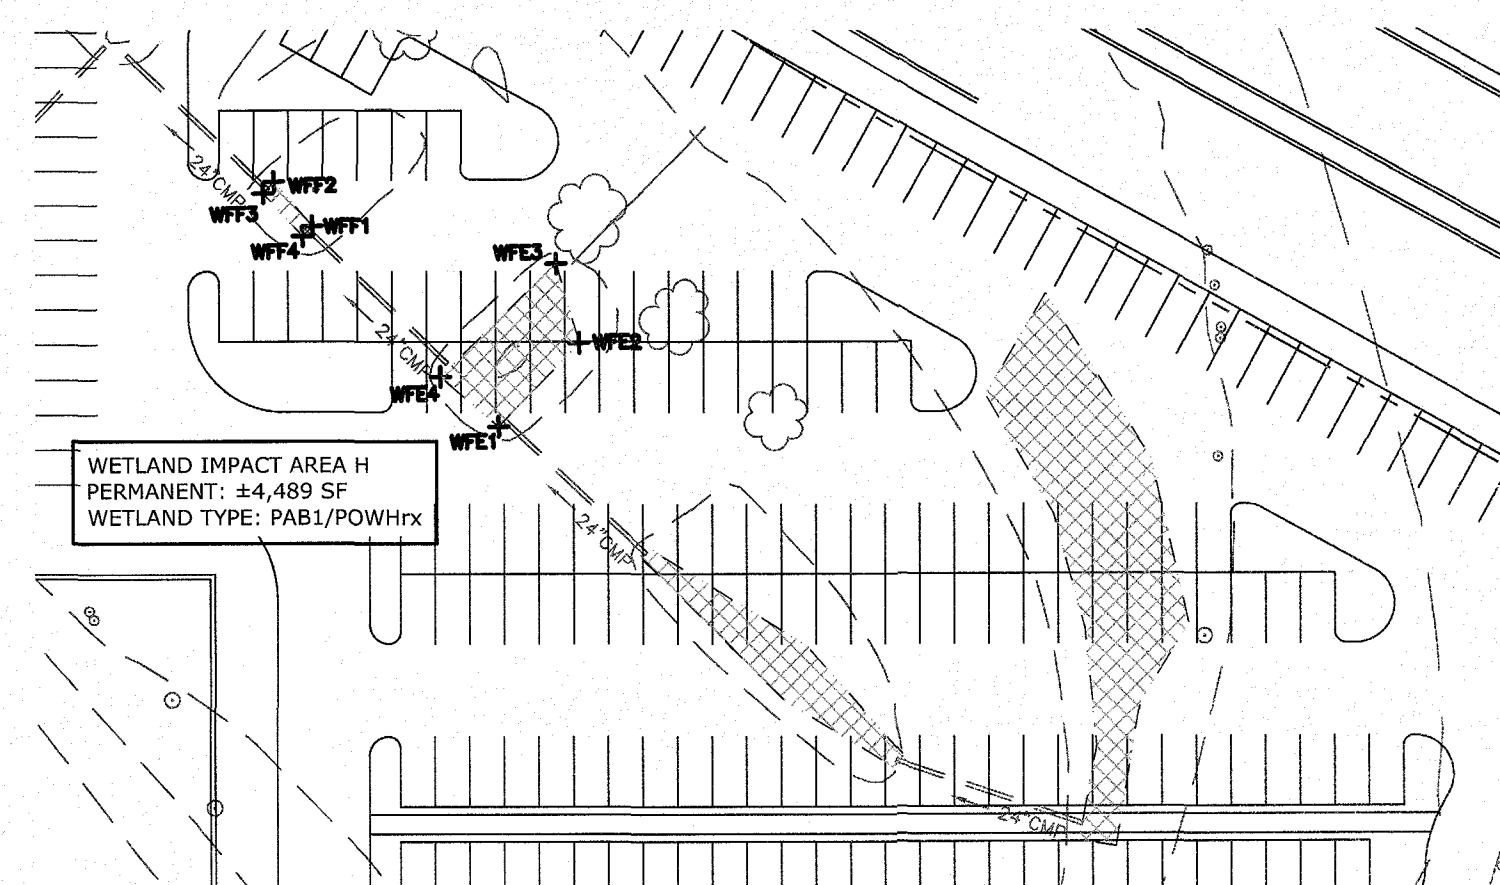 24"CMP
WFF2
WFF3
WFF1
WFF4
WFE3
24"CMP
WFE2
WFE4
WFE1
WETLAND IMPACT AREA H
PERMANENT: ±4,489 SF
WETLAND TYPE: PAB1/POWHrx
24"CMP
24"CMP